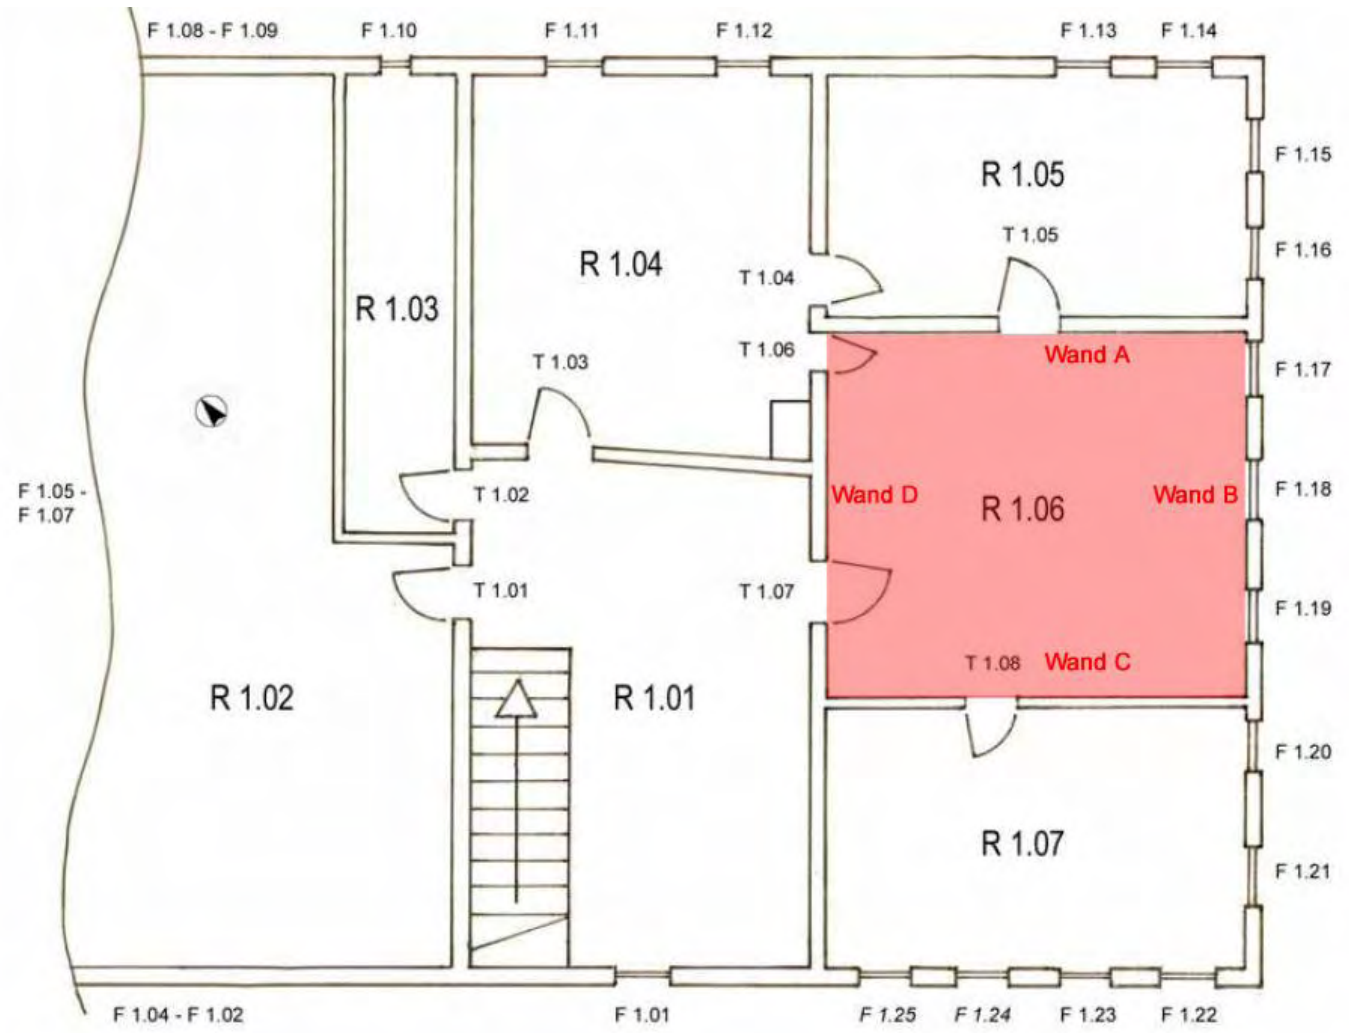 F 1.08 - F 1.09
F 1.10
F 1.11
F 1.12
F 1.13
F 1.14
F 1.15
R 1.05
T 1.05
F 1.16
R 1.04
T 1.04
R 1.03
T 1.06
T 1.03
Wand A
F 1.17
F 1.05 -
F 1.07
T 1.02
Wand D
R 1.06
Wand B
F 1.18
T 1.01
T 1.07
F 1.19
T 1.08
Wand C
R 1.02
R 1.01
F 1.20
R 1.07
F 1.21
F 1.04 - F 1.02
F 1.01
F 1.25
F 1.24
F 1.23
F 1.22